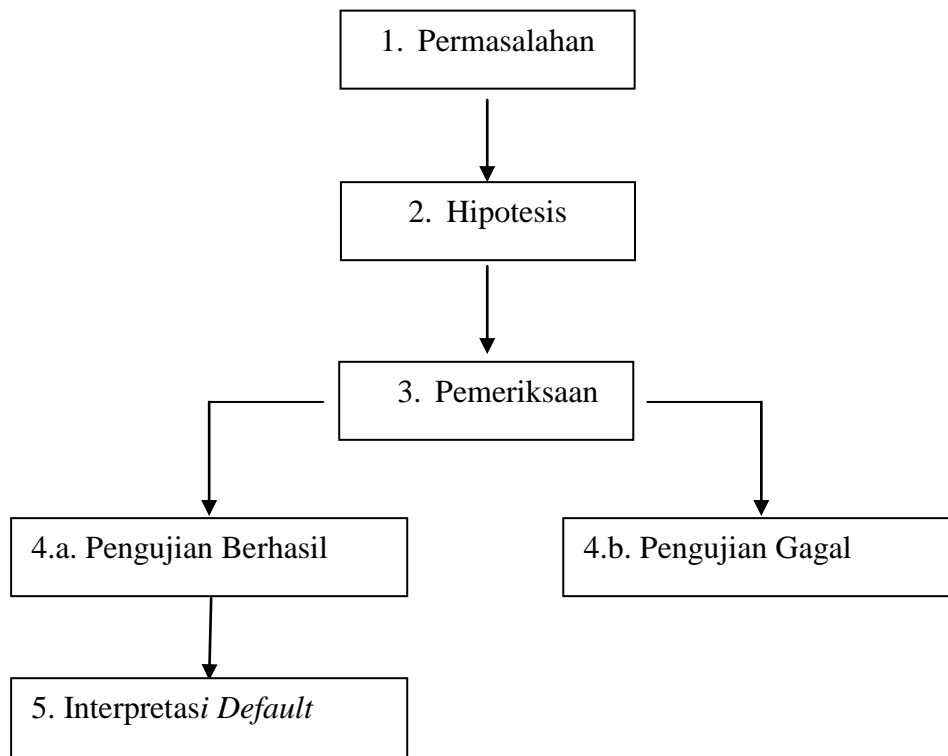 1. Permasalahan
2. Hipotesis
3. Pemeriksaan
4.a. Pengujian Berhasil
4.b. Pengujian Gagal
5. Interpretasi Default